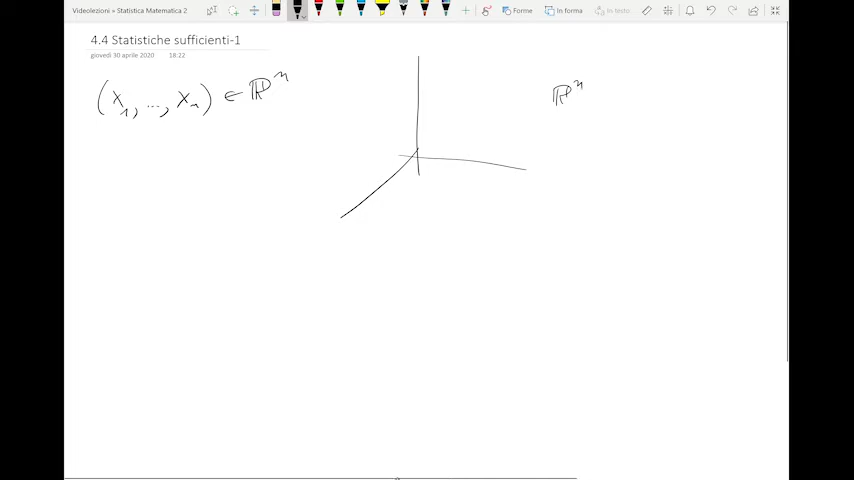 Videolezioni » Statistica Matematica 2
Forme
In forma
In testo
4.4 Statistiche sufficienti-1
giovedì 30 aprile 2020 18:22
(x₁, ..., xₙ) ∈ ℝⁿ
ℝⁿ